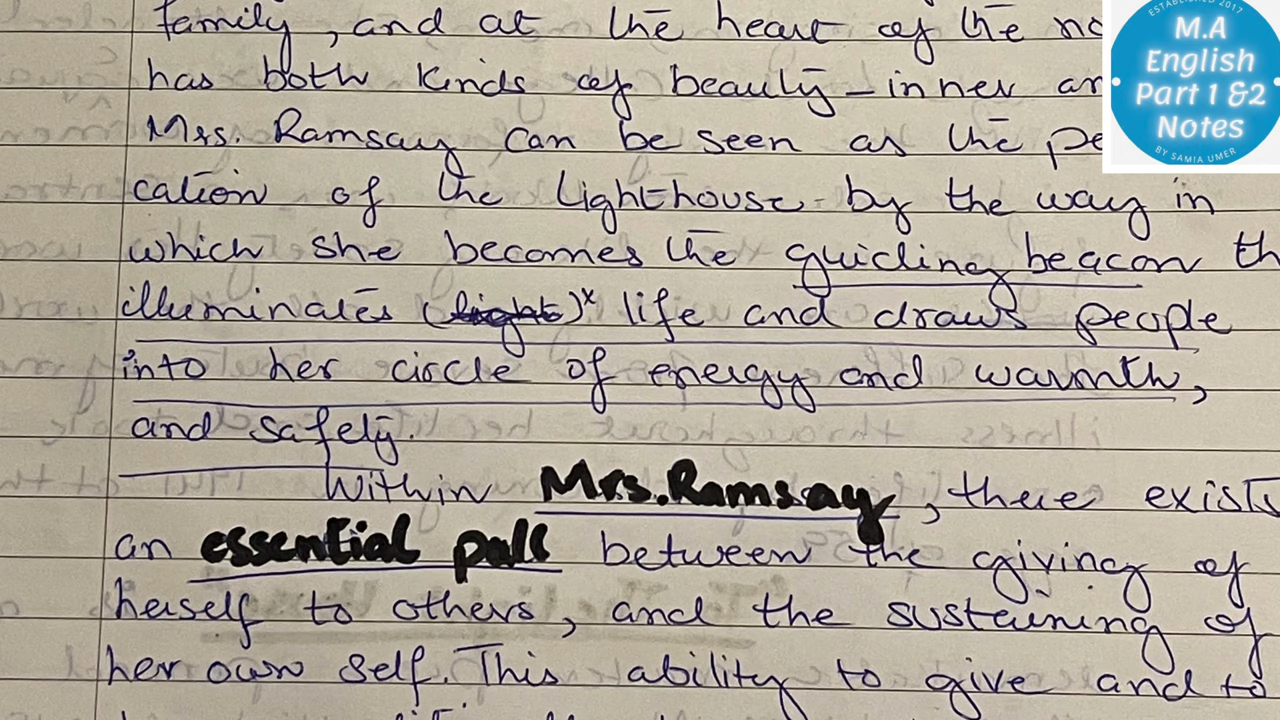 family, and at the heart of the no
has both kinds of beauty - inner an
Mrs. Ramsay can be seen as the pe
cation of the lighthouse by the way in
which she becomes the guiding beacon th
illuminates (light)x life and draws people
into her circle of energy and warmth,
and safety.
Within Mrs. Ramsay, there exists
an essential pull between the giving of
herself to others, and the sustaining of
her own self. This ability to give and to
ESTABLISHED 2017
M.A
English
Part 1 &2
Notes
BY SAMIA UMER